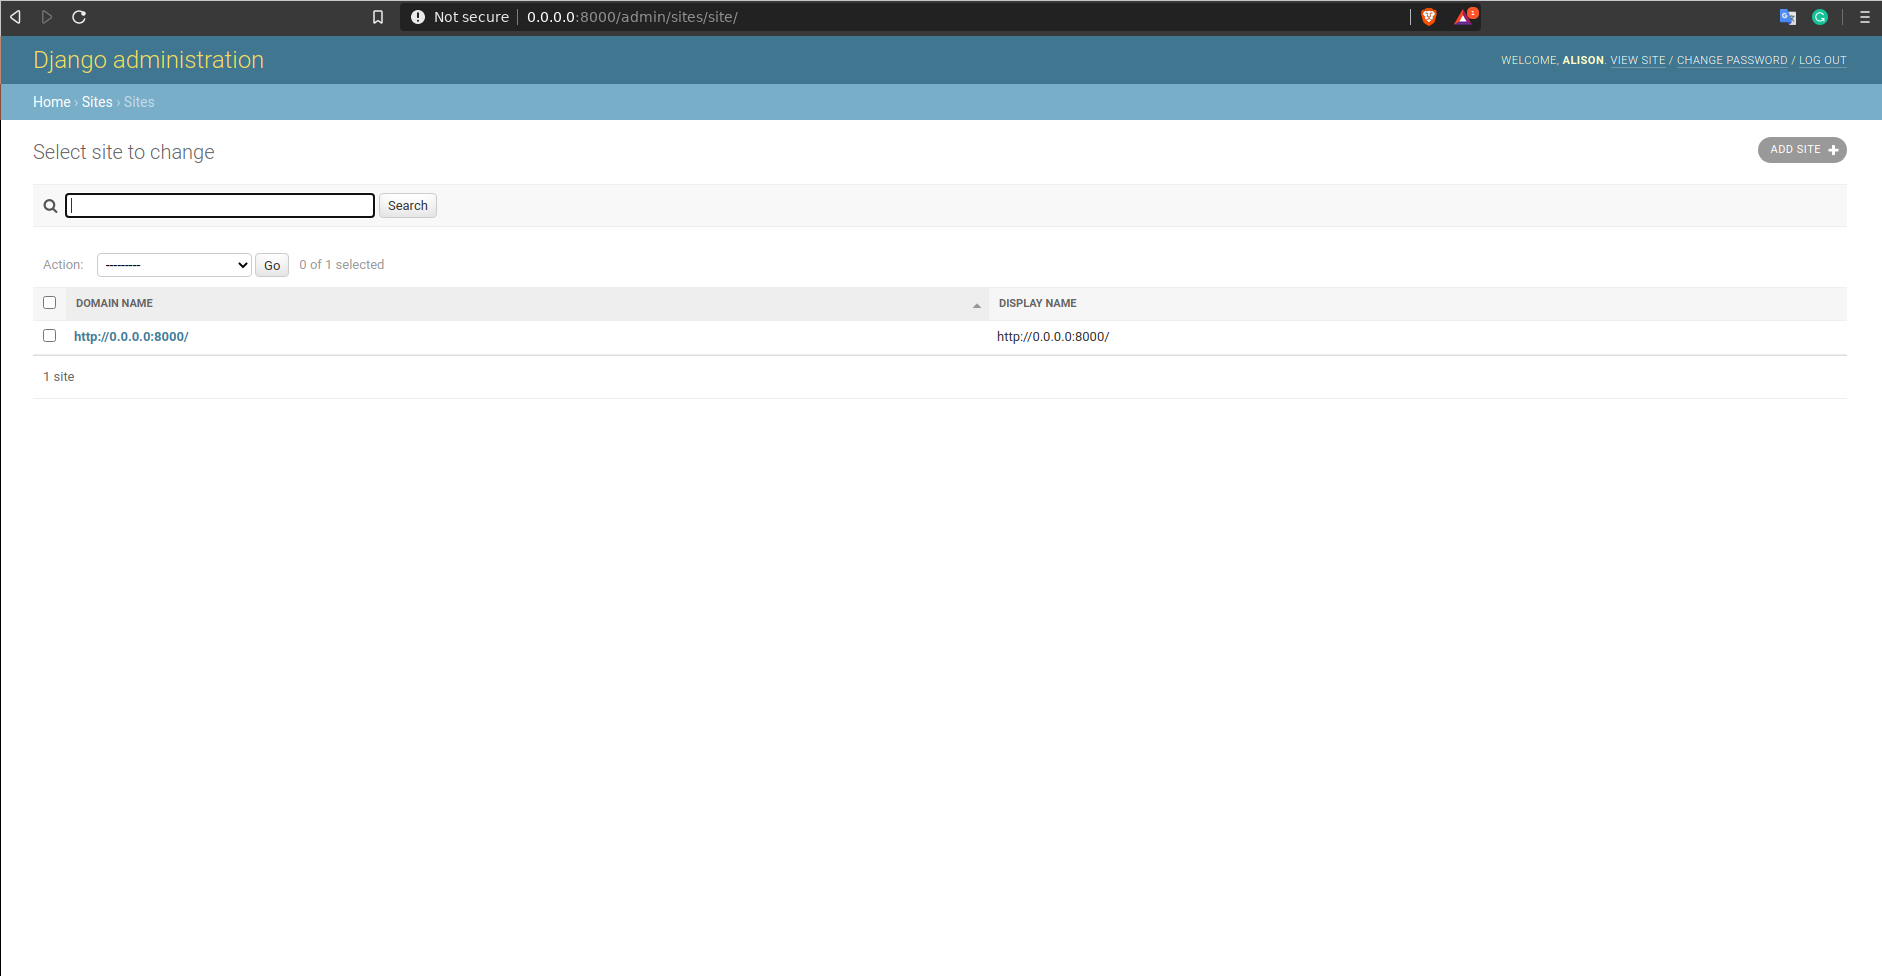 Not secure 0.0.0.0:8000/admin/sites/site/ 1
Django administration
WELCOME, ALISON. VIEW SITE / CHANGE PASSWORD / LOG OUT
Home › Sites › Sites
Select site to change
ADD SITE
Search
Action: --------- Go 0 of 1 selected
DOMAIN NAME DISPLAY NAME
http://0.0.0.0:8000/ http://0.0.0.0:8000/
1 site